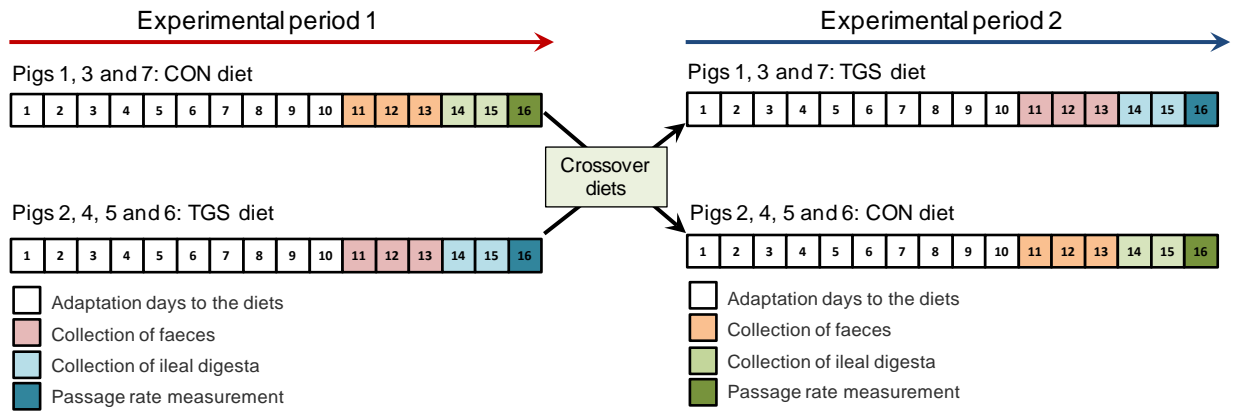 Experimental period 1
Experimental period 2
Pigs 1, 3 and 7: CON diet
1 2 3 4 5 6 7 8 9 10 11 12 13 14 15 16
Pigs 1, 3 and 7: TGS diet
1 2 3 4 5 6 7 8 9 10 11 12 13 14 15 16
Crossover
diets
Pigs 2, 4, 5 and 6: TGS diet
1 2 3 4 5 6 7 8 9 10 11 12 13 14 15 16
Pigs 2, 4, 5 and 6: CON diet
1 2 3 4 5 6 7 8 9 10 11 12 13 14 15 16
Adaptation days to the diets
Collection of faeces
Collection of ileal digesta
Passage rate measurement
Adaptation days to the diets
Collection of faeces
Collection of ileal digesta
Passage rate measurement